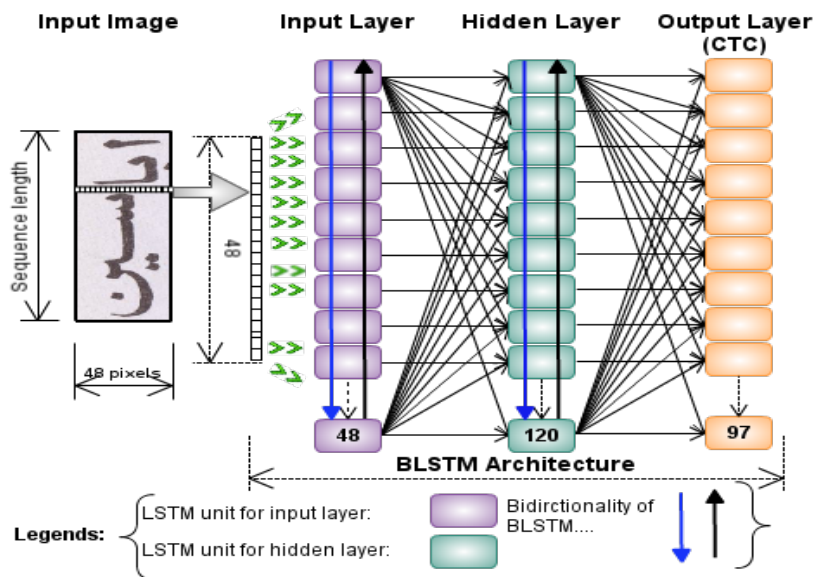 Input Image
Input Layer
Hidden Layer
Output Layer
(CTC)
Sequence length
48
48 pixels
48
120
97
BLSTM Architecture
Legends:
LSTM unit for input layer:
LSTM unit for hidden layer:
Bidirctionality of
BLSTM....